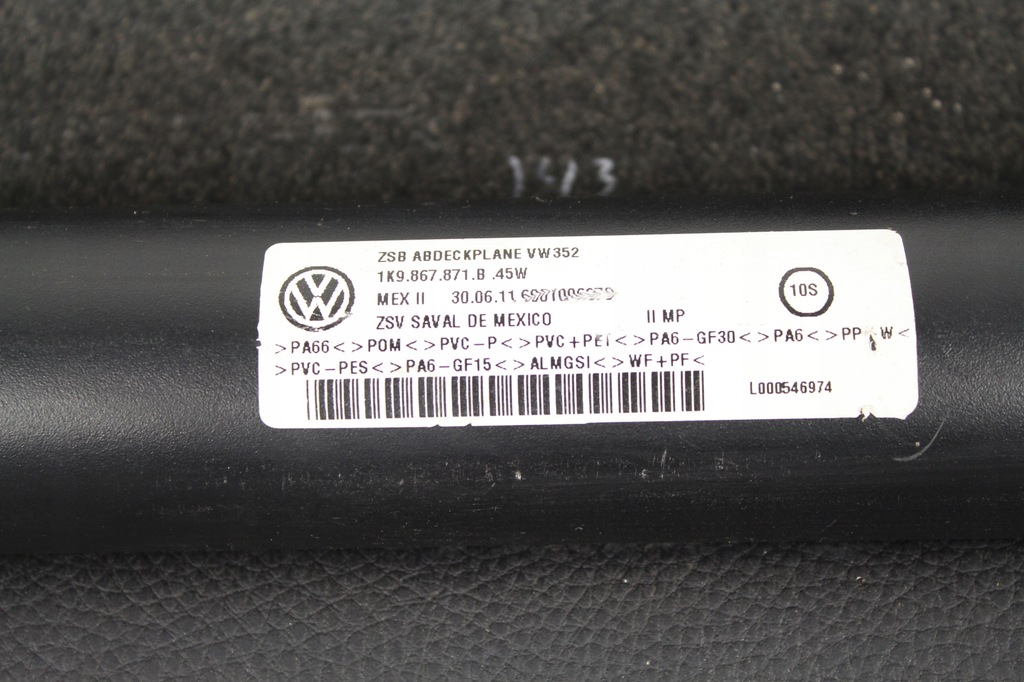 ZSB ABDECKPLANE VW352
1K9.867.871.B .45W
MEX II 30.06.11
ZSV SAVAL DE MEXICO II MP
10S
>PA66< >POM< >PVC-P< >PVC+PET< >PA6-GF30< >PA6< >PP W<
>PVC-PES< >PA6-GF15< >ALMGSI< >WF+PF<
L000546974